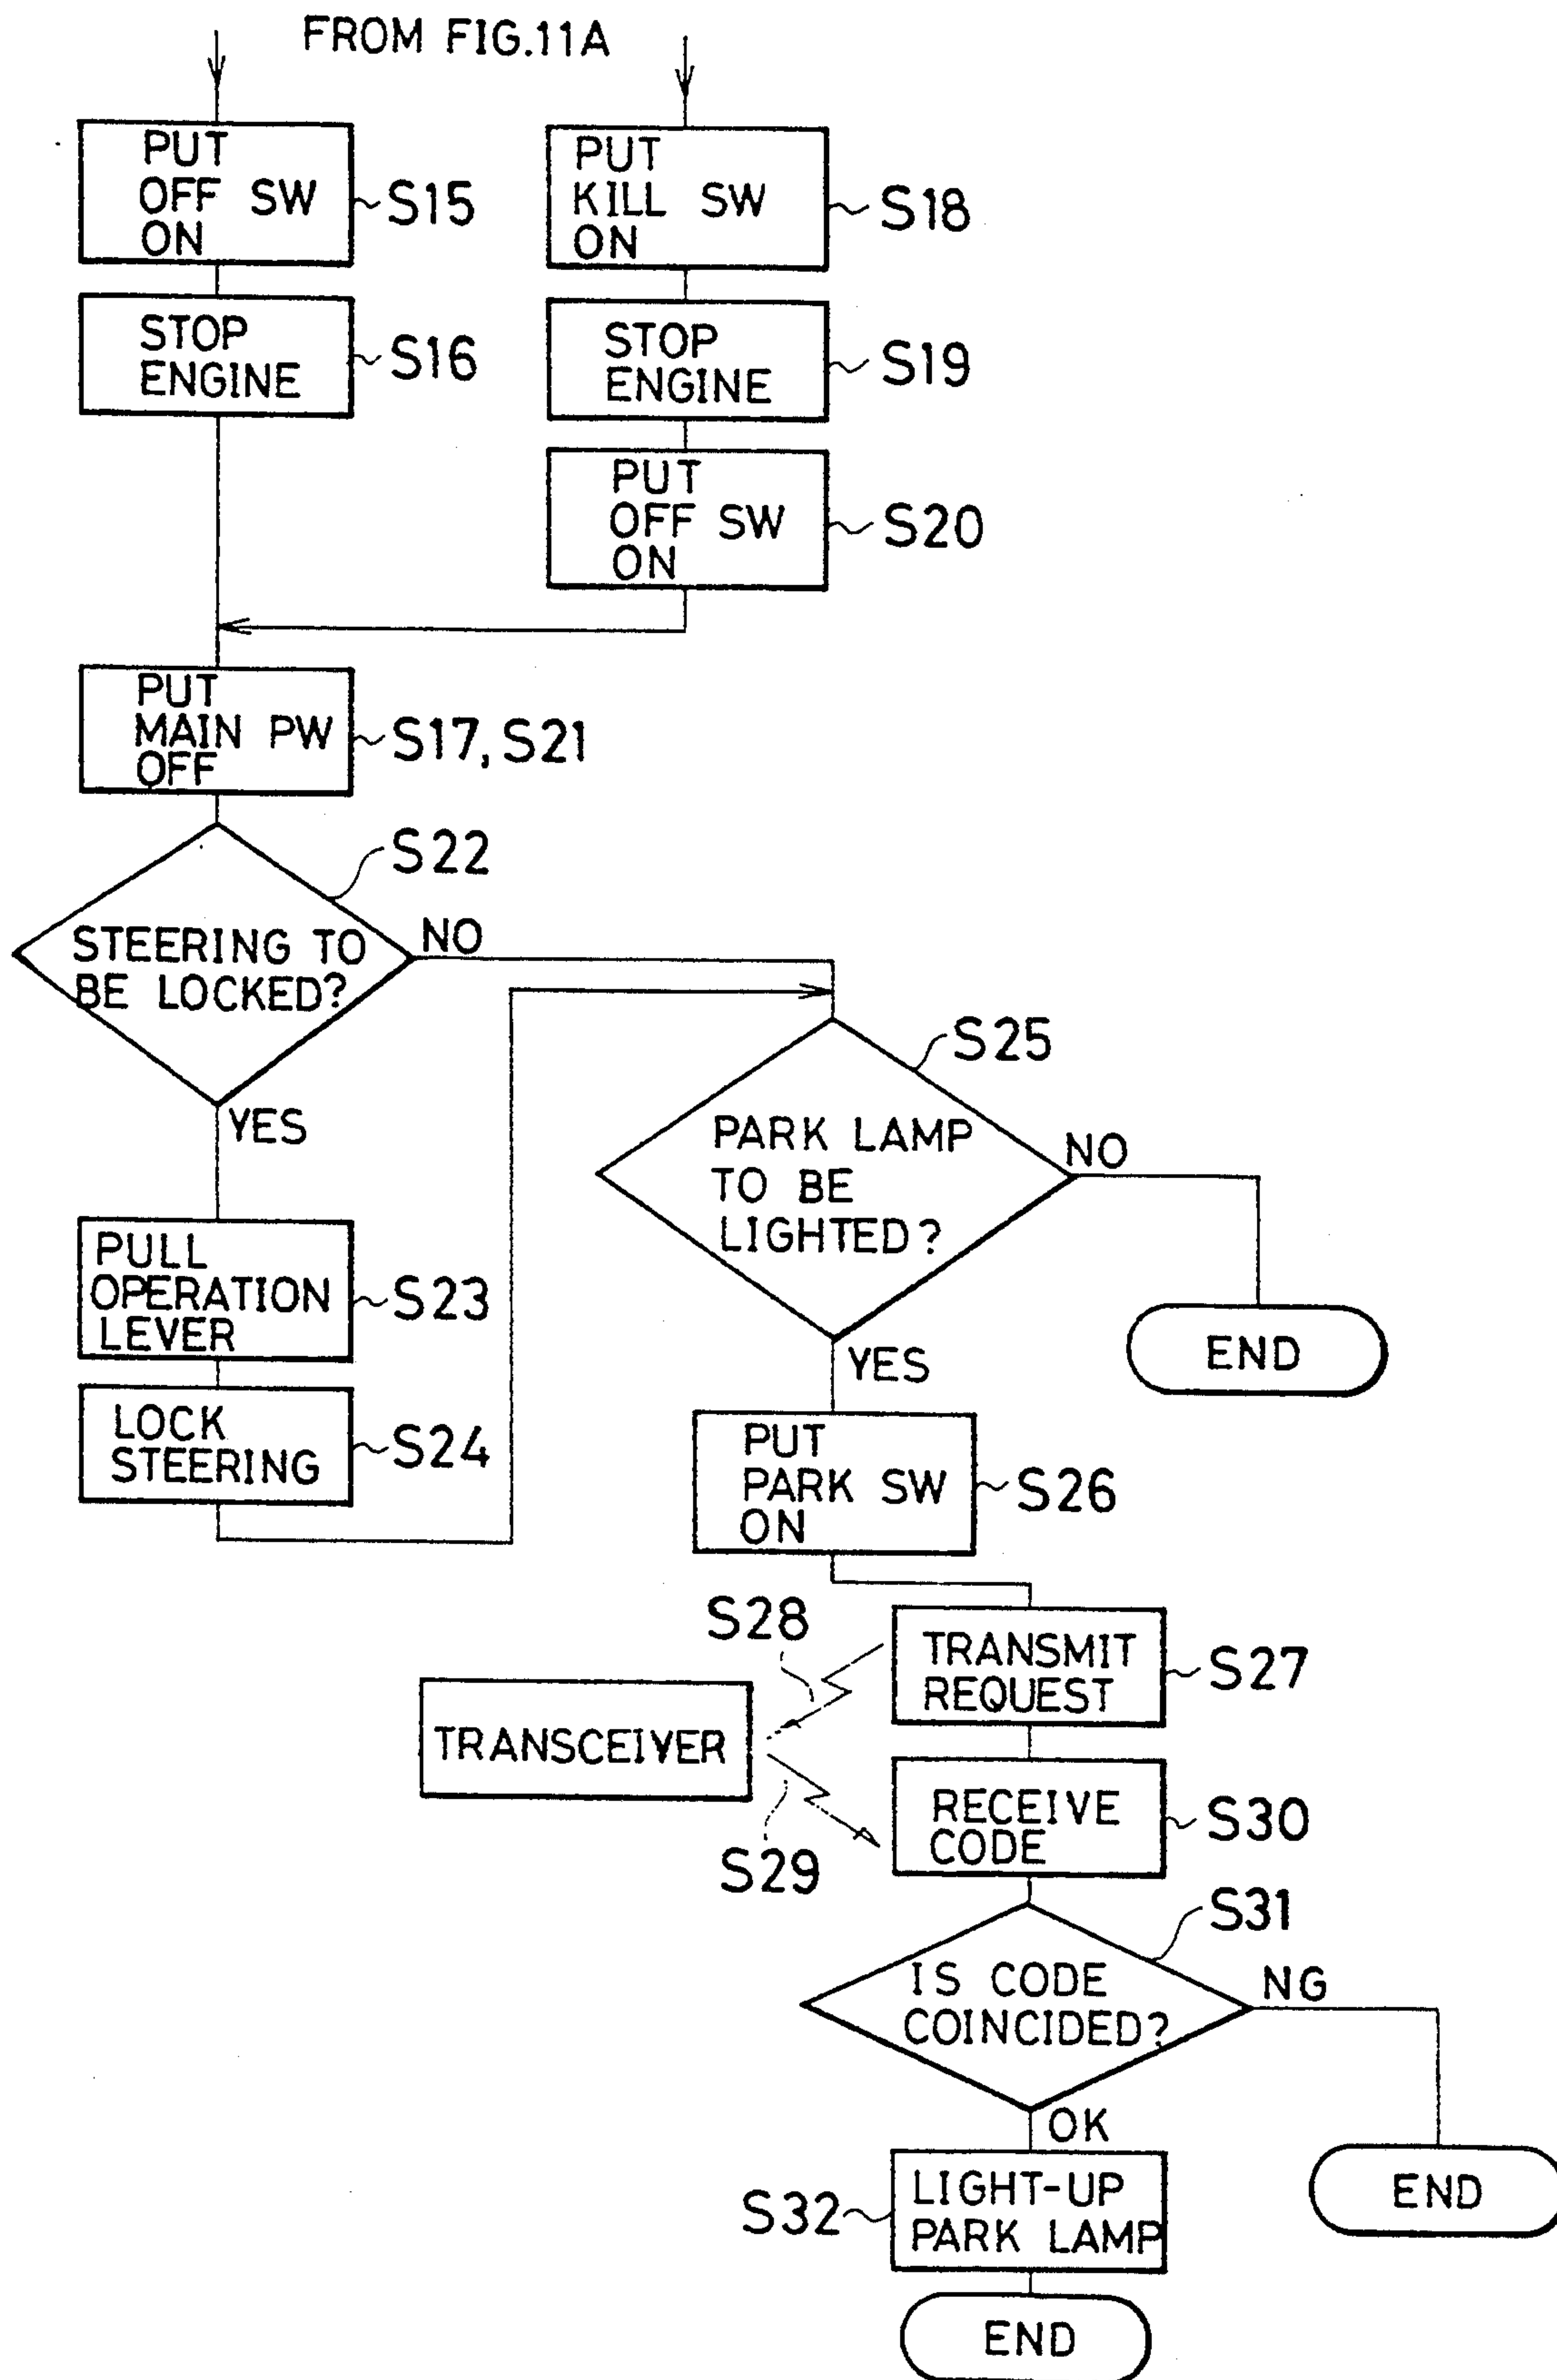 FROM FIG.11A
PUT
OFF SW
ON
S15
PUT
KILL SW
ON
S18
STOP
ENGINE
S16
STOP
ENGINE
S19
PUT
OFF SW
ON
S20
PUT
MAIN PW
OFF
S17, S21
S22
STEERING TO
BE LOCKED?
NO
YES
S25
PARK LAMP
TO BE
LIGHTED?
NO
END
YES
PULL
OPERATION
LEVER
S23
LOCK
STEERING
S24
PUT
PARK SW
ON
S26
S28
TRANSMIT
REQUEST
S27
TRANSCEIVER
RECEIVE
CODE
S30
S29
S31
IS CODE
COINCIDED?
NG
OK
END
S32
LIGHT-UP
PARK LAMP
END